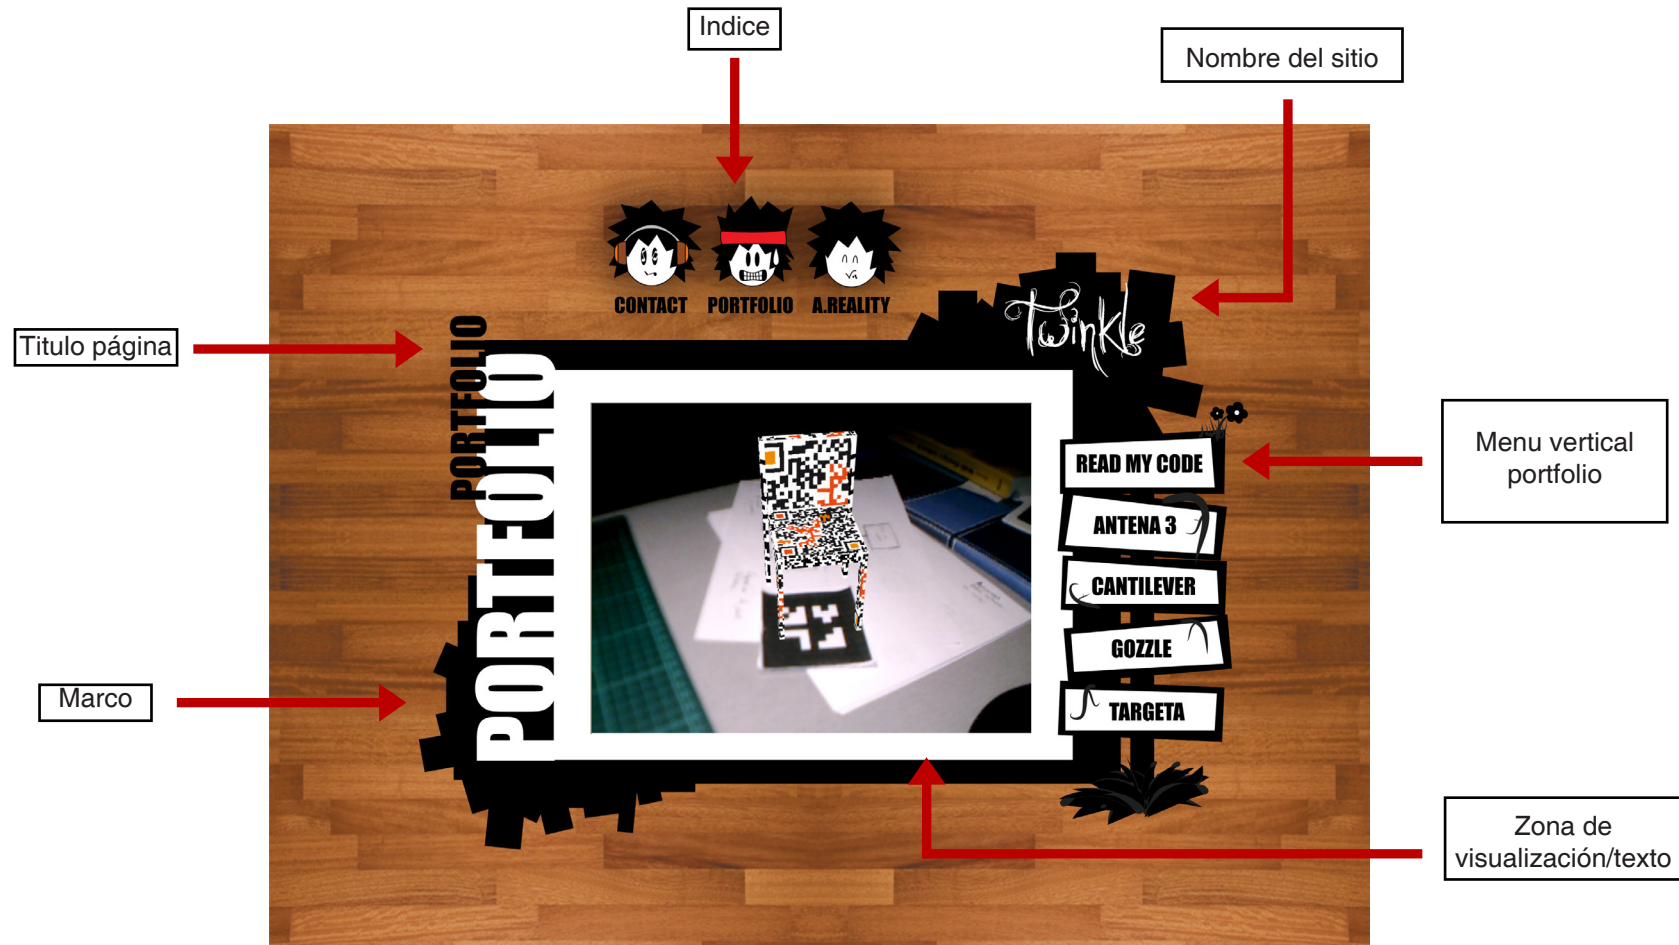 Indice
Nombre del sitio
CONTACT
PORTFOLIO
A.REALITY
Twinkle
Titulo página
PORTFOLIO
PORTFOLIO
READ MY CODE
Menu vertical
portfolio
ANTENA 3
CANTILEVER
GOZZLE
Marco
TARGETA
Zona de
visualización/texto